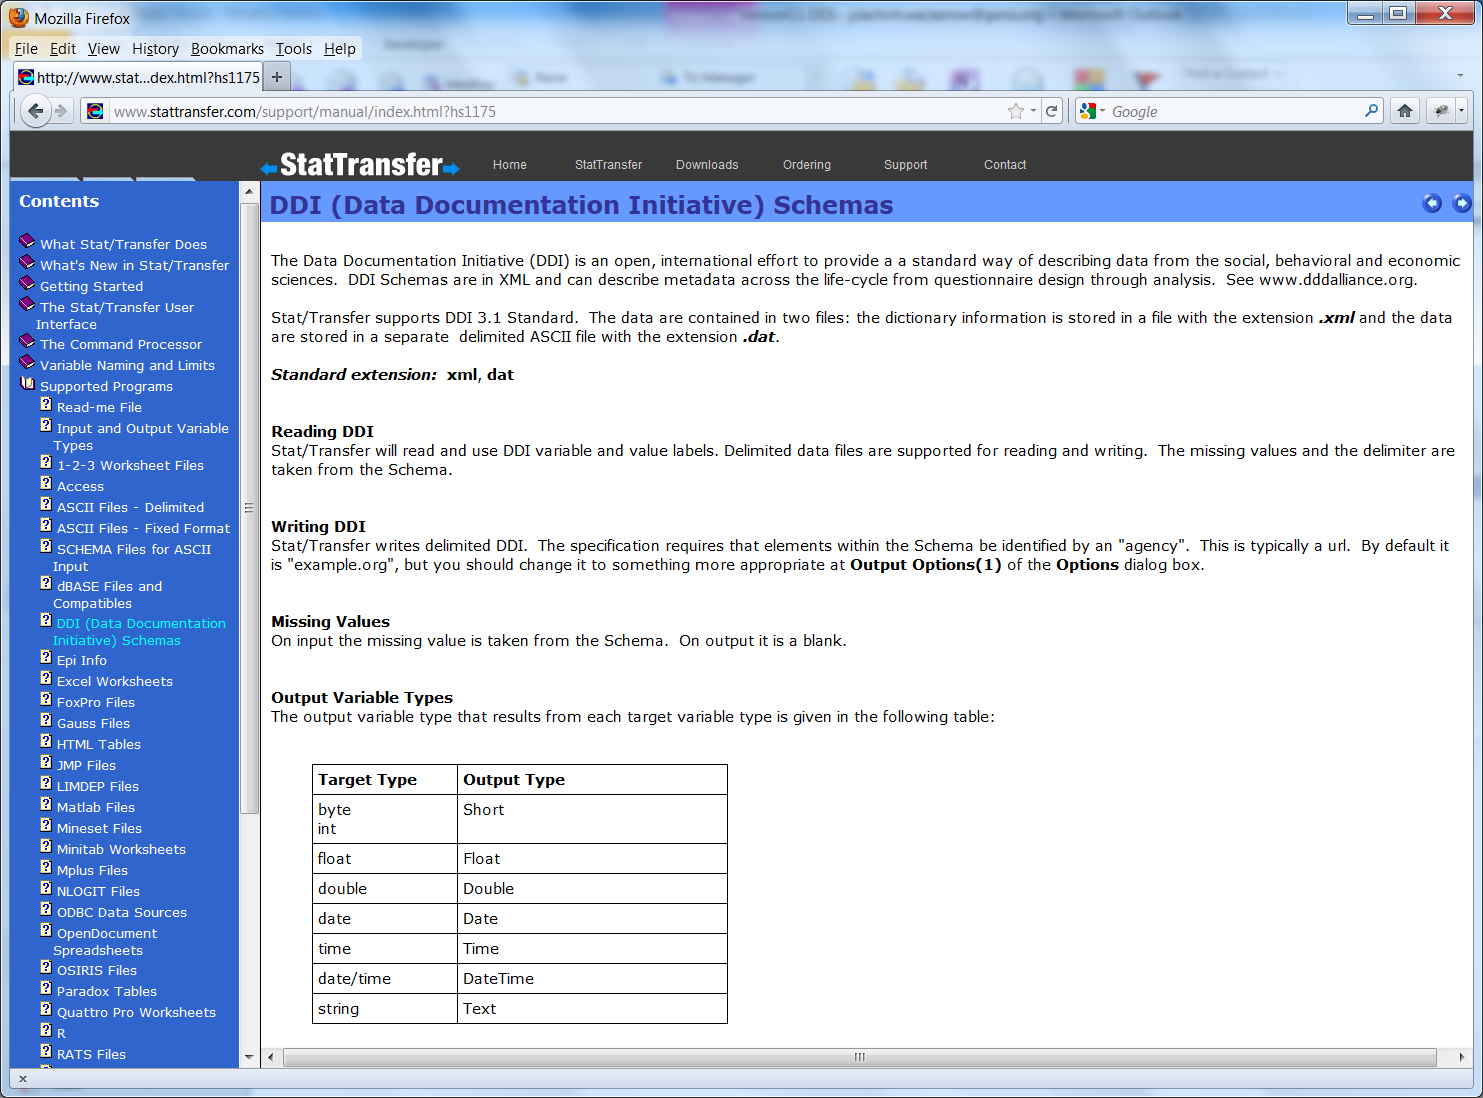 Mozilla Firefox
File Edit View History Bookmarks Tools Help
http://www.stat...dex.html?hs1175
www.stattransfer.com/support/manual/index.html?hs1175
Google
StatTransfer
Home StatTransfer Downloads Ordering Support Contact
Contents
What Stat/Transfer Does
What's New in Stat/Transfer
Getting Started
The Stat/Transfer User
Interface
The Command Processor
Variable Naming and Limits
Supported Programs
Read-me File
Input and Output Variable
Types
1-2-3 Worksheet Files
Access
ASCII Files - Delimited
ASCII Files - Fixed Format
SCHEMA Files for ASCII
Input
dBASE Files and
Compatibles
DDI (Data Documentation
Initiative) Schemas
Epi Info
Excel Worksheets
FoxPro Files
Gauss Files
HTML Tables
JMP Files
LIMDEP Files
Matlab Files
Mineset Files
Minitab Worksheets
Mplus Files
NLOGIT Files
ODBC Data Sources
OpenDocument
Spreadsheets
OSIRIS Files
Paradox Tables
Quattro Pro Worksheets
R
RATS Files
DDI (Data Documentation Initiative) Schemas
The Data Documentation Initiative (DDI) is an open, international effort to provide a a standard way of describing data from the social, behavioral and economic
sciences.  DDI Schemas are in XML and can describe metadata across the life-cycle from questionnaire design through analysis.  See www.dddalliance.org.
Stat/Transfer supports DDI 3.1 Standard.  The data are contained in two files: the dictionary information is stored in a file with the extension .xml and the data
are stored in a separate  delimited ASCII file with the extension .dat.
Standard extension:  xml, dat
Reading DDI
Stat/Transfer will read and use DDI variable and value labels. Delimited data files are supported for reading and writing.  The missing values and the delimiter are
taken from the Schema.
Writing DDI
Stat/Transfer writes delimited DDI.  The specification requires that elements within the Schema be identified by an "agency".  This is typically a url.  By default it
is "example.org", but you should change it to something more appropriate at Output Options(1) of the Options dialog box.
Missing Values
On input the missing value is taken from the Schema.  On output it is a blank.
Output Variable Types
The output variable type that results from each target variable type is given in the following table:
Target Type Output Type
byte Short
int
float Float
double Double
date Date
time Time
date/time DateTime
string Text